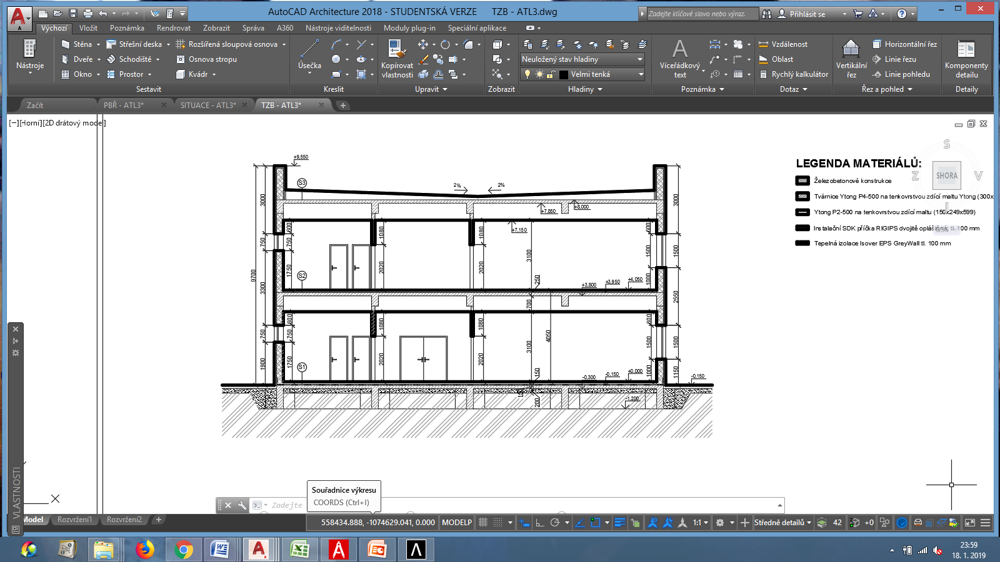 AutoCAD Architecture 2018 - STUDENTSKÁ VERZE TZB - ATL3.dwg
Zadejte klíčové slovo nebo výraz.
Přihlásit se
Výchozí Vložit Poznámka Rendrovat Zobrazit Správa A360 Nástroje viditelnosti Moduly plug-in Speciální aplikace
Nástroje
Stěna
Dveře
Okno
Střešní deska
Schodiště
Prostor
Rozšířená sloupová osnova
Osnova stropu
Kvádr
Sestavit
Úsečka
Kreslit
Kopírovat
vlastnosti
Upravit
Zobrazit
Neuložený stav hladiny
Velmi tenká
Hladiny
Víceřádkový
text
Poznámka
Vzdálenost
Oblast
Rychlý kalkulátor
Dotaz
Vertikální
řez
Horizontální řez
Linie řezu
Linie pohledu
Řez a pohled
Komponenty
detailu
Detaily
Začít PBŘ - ATL3* SITUACE - ATL3* TZB - ATL3*
[−][Horní][2D drátový model]
S
Z
SHORA
V
J
GSS
LEGENDA MATERIÁLŮ:
Železobetonové konstrukce
Tvárnice Ytong P4-500 na tenkovrstvou zdící maltu Ytong (300x
Ytong P2-500 na tenkovrstvou zdící maltu (150x249x599)
Instalační SDK příčka RIGIPS dvojitě opláštěná tl. 100 mm
Tepelná izolace Isover EPS GreyWall tl. 100 mm
+9,550
S3
2% 2%
+7,850 +8,000
+7,150
3000 3000
600 1080 1080 600
750 750
9700
3300
1750
2020 2020
3100
1500 1500
1000
2550
S2
250
+3,800 +3,950 +4,050
700
600 1080 1080 600
750 750
1900 1750
2020 2020
3100
4050
1500 1500
1000 1150
S1
150
-0,300 -0,150 +0,000
-0,150
200
-1,200
VLASTNOSTI
Souřadnice výkresu
COORDS (Ctrl+I)
Zadejte
Model Rozvržení1 Rozvržení2
558434.888, -1074629.041, 0.000 MODELP
1:1
Středně detailů
42
+0
23:59
18. 1. 2019